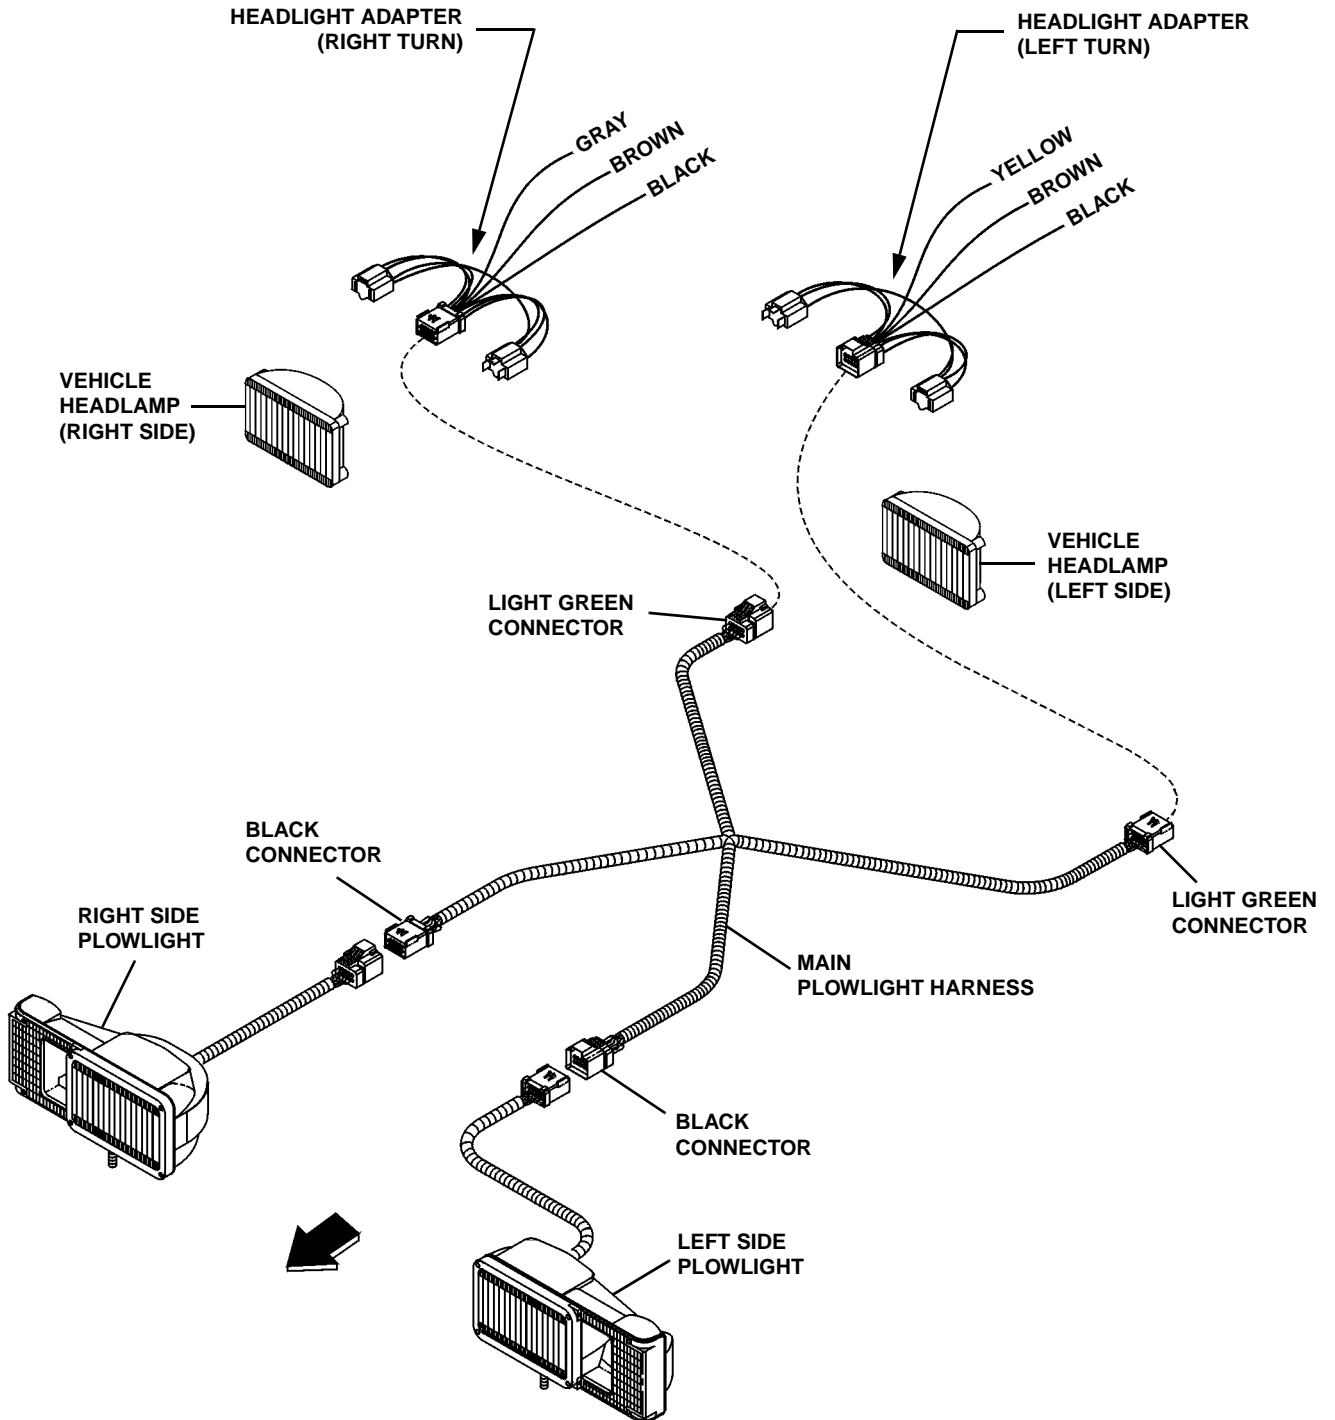 HEADLIGHT ADAPTER
(RIGHT TURN)
HEADLIGHT ADAPTER
(LEFT TURN)
GRAY
BROWN
BLACK
YELLOW
BROWN
BLACK
VEHICLE
HEADLAMP
(RIGHT SIDE)
VEHICLE
HEADLAMP
(LEFT SIDE)
LIGHT GREEN
CONNECTOR
BLACK
CONNECTOR
LIGHT GREEN
CONNECTOR
RIGHT SIDE
PLOWLIGHT
MAIN
PLOWLIGHT HARNESS
BLACK
CONNECTOR
LEFT SIDE
PLOWLIGHT